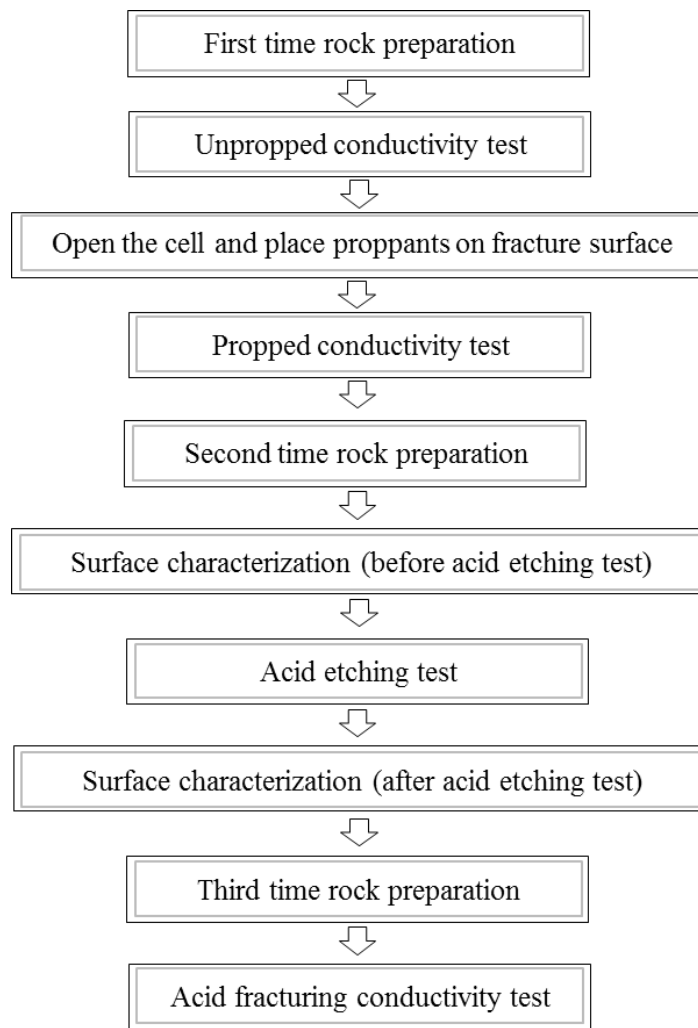 First time rock preparation
Unpropped conductivity test
Open the cell and place proppants on fracture surface
Propped conductivity test
Second time rock preparation
Surface characterization (before acid etching test)
Acid etching test
Surface characterization (after acid etching test)
Third time rock preparation
Acid fracturing conductivity test